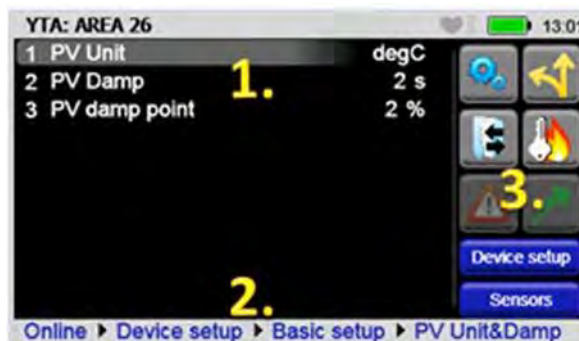 YTA: AREA 26 13:01
1 PV Unit degC
2 PV Damp 2 s
3 PV damp point 2 %
1.
3.
Device setup
2.
Sensors
Online ▶ Device setup ▶ Basic setup ▶ PV Unit&Damp